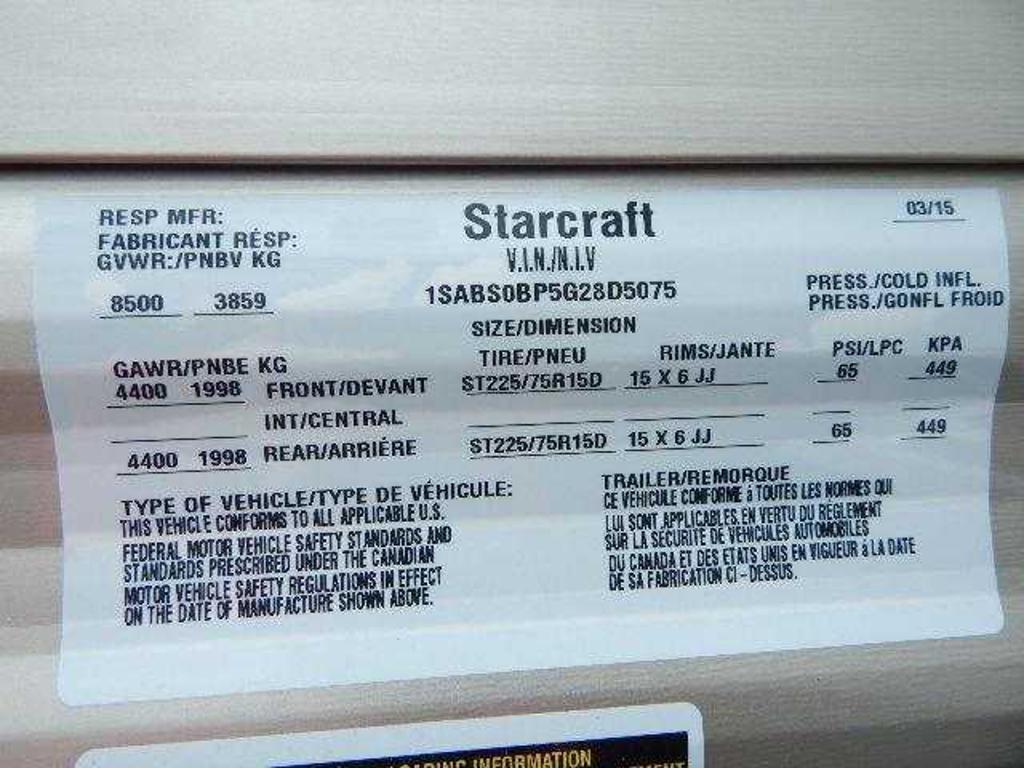 RESP MFR:
Starcraft
03/15
FABRICANT RÉSP:
GVWR:/PNBV KG
V.I.N./N.I.V
8500 3859
1SABS0BP5G28D5075
PRESS./COLD INFL.
PRESS./GONFL FROID
SIZE/DIMENSION
GAWR/PNBE KG
TIRE/PNEU RIMS/JANTE PSI/LPC KPA
4400 1998 FRONT/DEVANT ST225/75R15D 15 X 6 JJ 65 449
INT/CENTRAL
4400 1998 REAR/ARRIÉRE ST225/75R15D 15 X 6 JJ 65 449
TYPE OF VEHICLE/TYPE DE VÉHICULE:
THIS VEHICLE CONFORMS TO ALL APPLICABLE U.S.
FEDERAL MOTOR VEHICLE SAFETY STANDARDS AND
STANDARDS PRESCRIBED UNDER THE CANADIAN
MOTOR VEHICLE SAFETY REGULATIONS IN EFFECT
ON THE DATE OF MANUFACTURE SHOWN ABOVE.
TRAILER/REMORQUE
CE VEHICULE CONFORME à TOUTES LES NORMES QUI
LUI SONT APPLICABLES EN VERTU DU REGLEMENT
SUR LA SECURITE DE VEHICULES AUTOMOBILES
DU CANADA ET DES ETATS UNIS EN VIGUEUR à LA DATE
DE SA FABRICATION CI-DESSUS.
INFORMATION